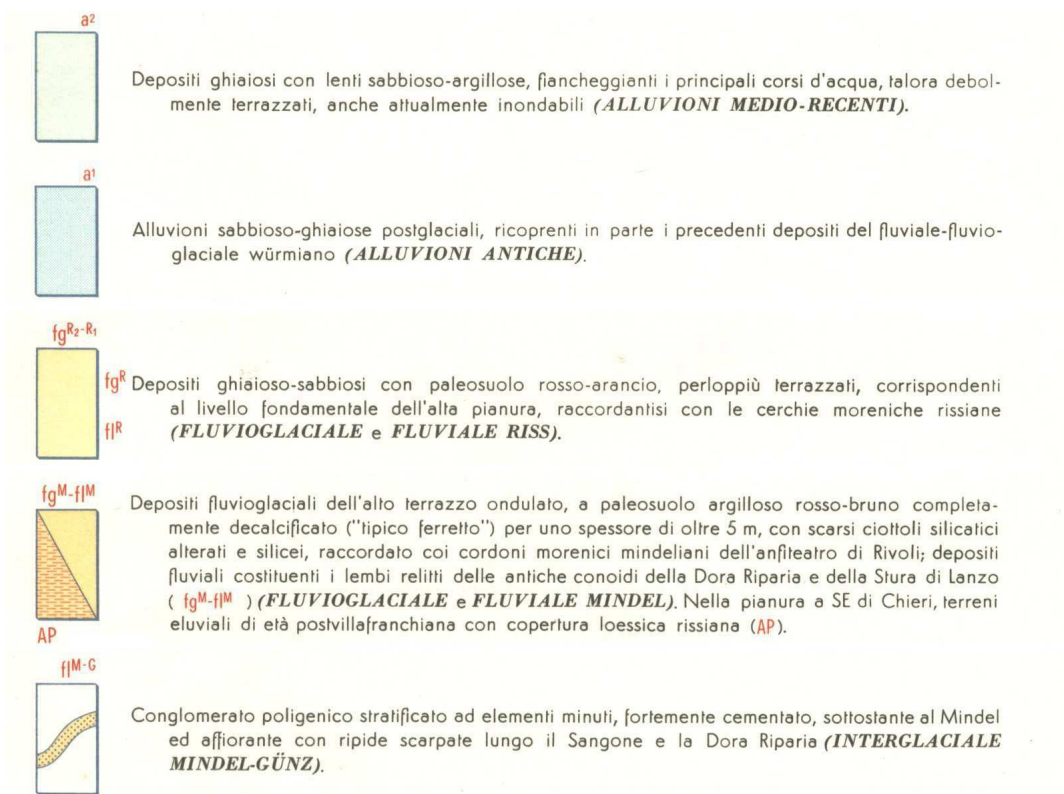 a²
Depositi ghiaiosi con lenti sabbioso-argillose, fiancheggianti i principali corsi d'acqua, talora debol-
mente terrazzati, anche attualmente inondabili (ALLUVIONI MEDIO-RECENTI).
a¹
Alluvioni sabbioso-ghiaiose postglaciali, ricoprenti in parte i precedenti depositi del fluviale-fluvio-
glaciale würmiano (ALLUVIONI ANTICHE).
fgR₂-R₁
fgR
Depositi ghiaioso-sabbiosi con paleosuolo rosso-arancio, perloppiù terrazzati, corrispondenti
al livello fondamentale dell'alta pianura, raccordantisi con le cerchie moreniche rissiane
flR
(FLUVIOGLACIALE e FLUVIALE RISS).
fgM-flM
Depositi fluvioglaciali dell'alto terrazzo ondulato, a paleosuolo argilloso rosso-bruno completa-
mente decalcificato ("tipico ferretto") per uno spessore di oltre 5 m, con scarsi ciottoli silicatici
alterati e silicei, raccordato coi cordoni morenici mindeliani dell'anfiteatro di Rivoli; depositi
fluviali costituenti i lembi relitti delle antiche conoidi della Dora Riparia e della Stura di Lanzo
( fgM-flM ) (FLUVIOGLACIALE e FLUVIALE MINDEL). Nella pianura a SE di Chieri, terreni
eluviali di età postvillafranchiana con copertura loessica rissiana (AP).
AP
flM-G
Conglomerato poligenico stratificato ad elementi minuti, fortemente cementato, sottostante al Mindel
ed affiorante con ripide scarpate lungo il Sangone e la Dora Riparia (INTERGLACIALE
MINDEL-GÜNZ).